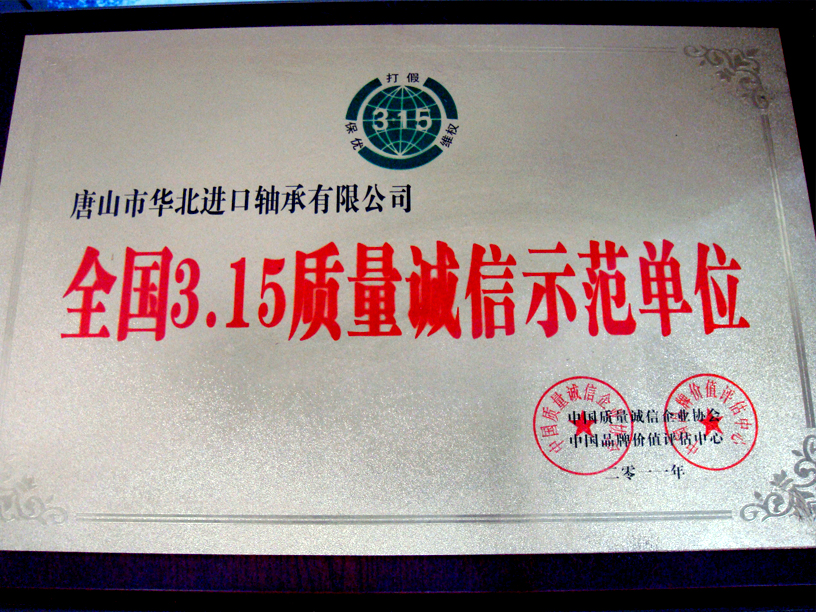 打假
315
保优
维权
唐山市华北进口轴承有限公司
全国3.15质量诚信示范单位
中国质量诚信企业协会
中国品牌价值评估中心
二零一一年